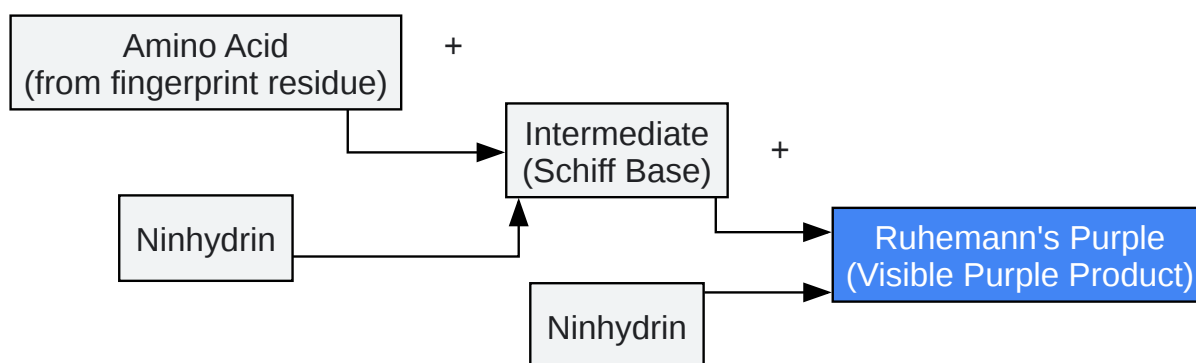 Amino Acid
(from fingerprint residue)
+
Intermediate
(Schiff Base)
+
Ninhydrin
Ruhemann's Purple
(Visible Purple Product)
Ninhydrin